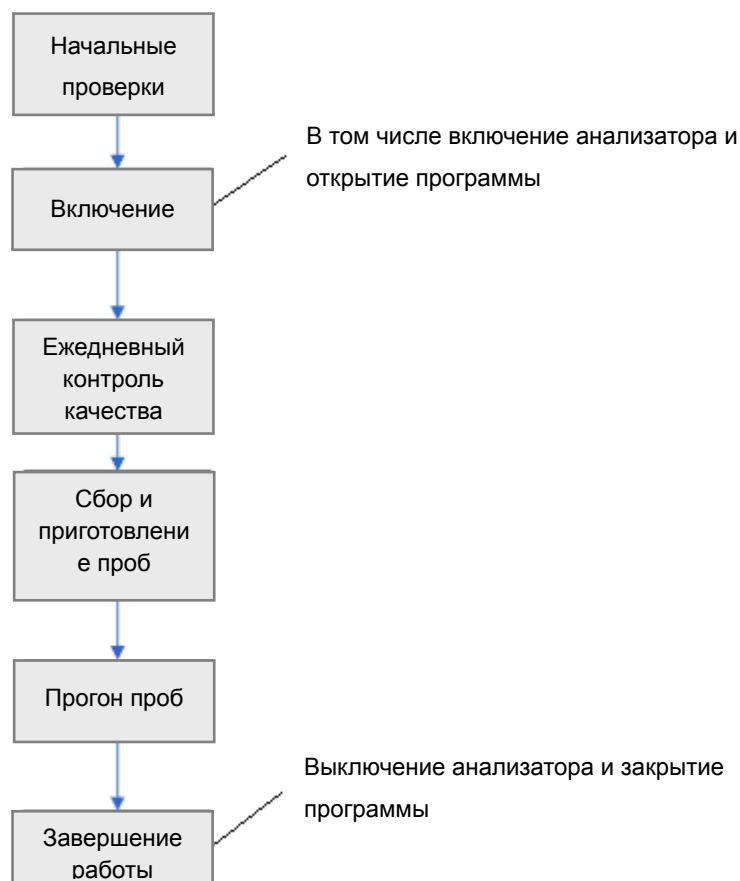 Начальные
проверки
В том числе включение анализатора и
открытие программы
Включение
Ежедневный
контроль
качества
Сбор и
приготовлени
е проб
Прогон проб
Выключение анализатора и закрытие
программы
Завершение
работы